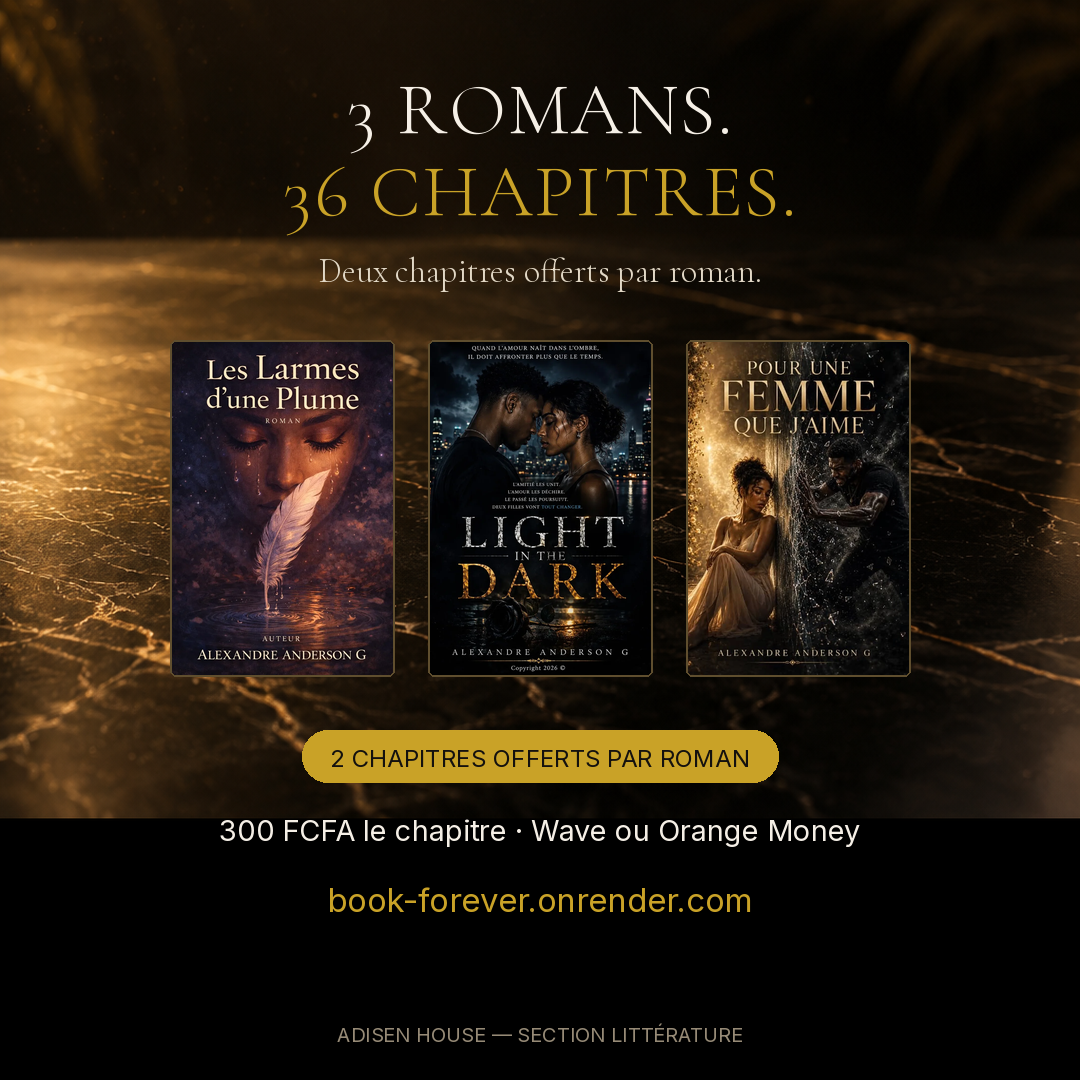 3 ROMANS.
36 CHAPITRES.
Deux chapitres offerts par roman.
Les Larmes
d'une Plume
ROMAN
AUTEUR
ALEXANDRE ANDERSON G
QUAND L'AMOUR NAÎT DANS L'OMBRE,
IL DOIT AFFRONTER PLUS QUE LE TEMPS.
L'AMITIÉ LES UNIT.
L'AMOUR LES DÉCHIRE.
LE PASSÉ LES POURSUIT.
DEUX FILLES VONT TOUT CHANGER.
LIGHT
IN THE
DARK
ALEXANDRE ANDERSON G
Copyright 2026 ©
POUR UNE
FEMME
QUE J'AIME
ALEXANDRE ANDERSON G
2 CHAPITRES OFFERTS PAR ROMAN
300 FCFA le chapitre · Wave ou Orange Money
book-forever.onrender.com
ADISEN HOUSE — SECTION LITTÉRATURE